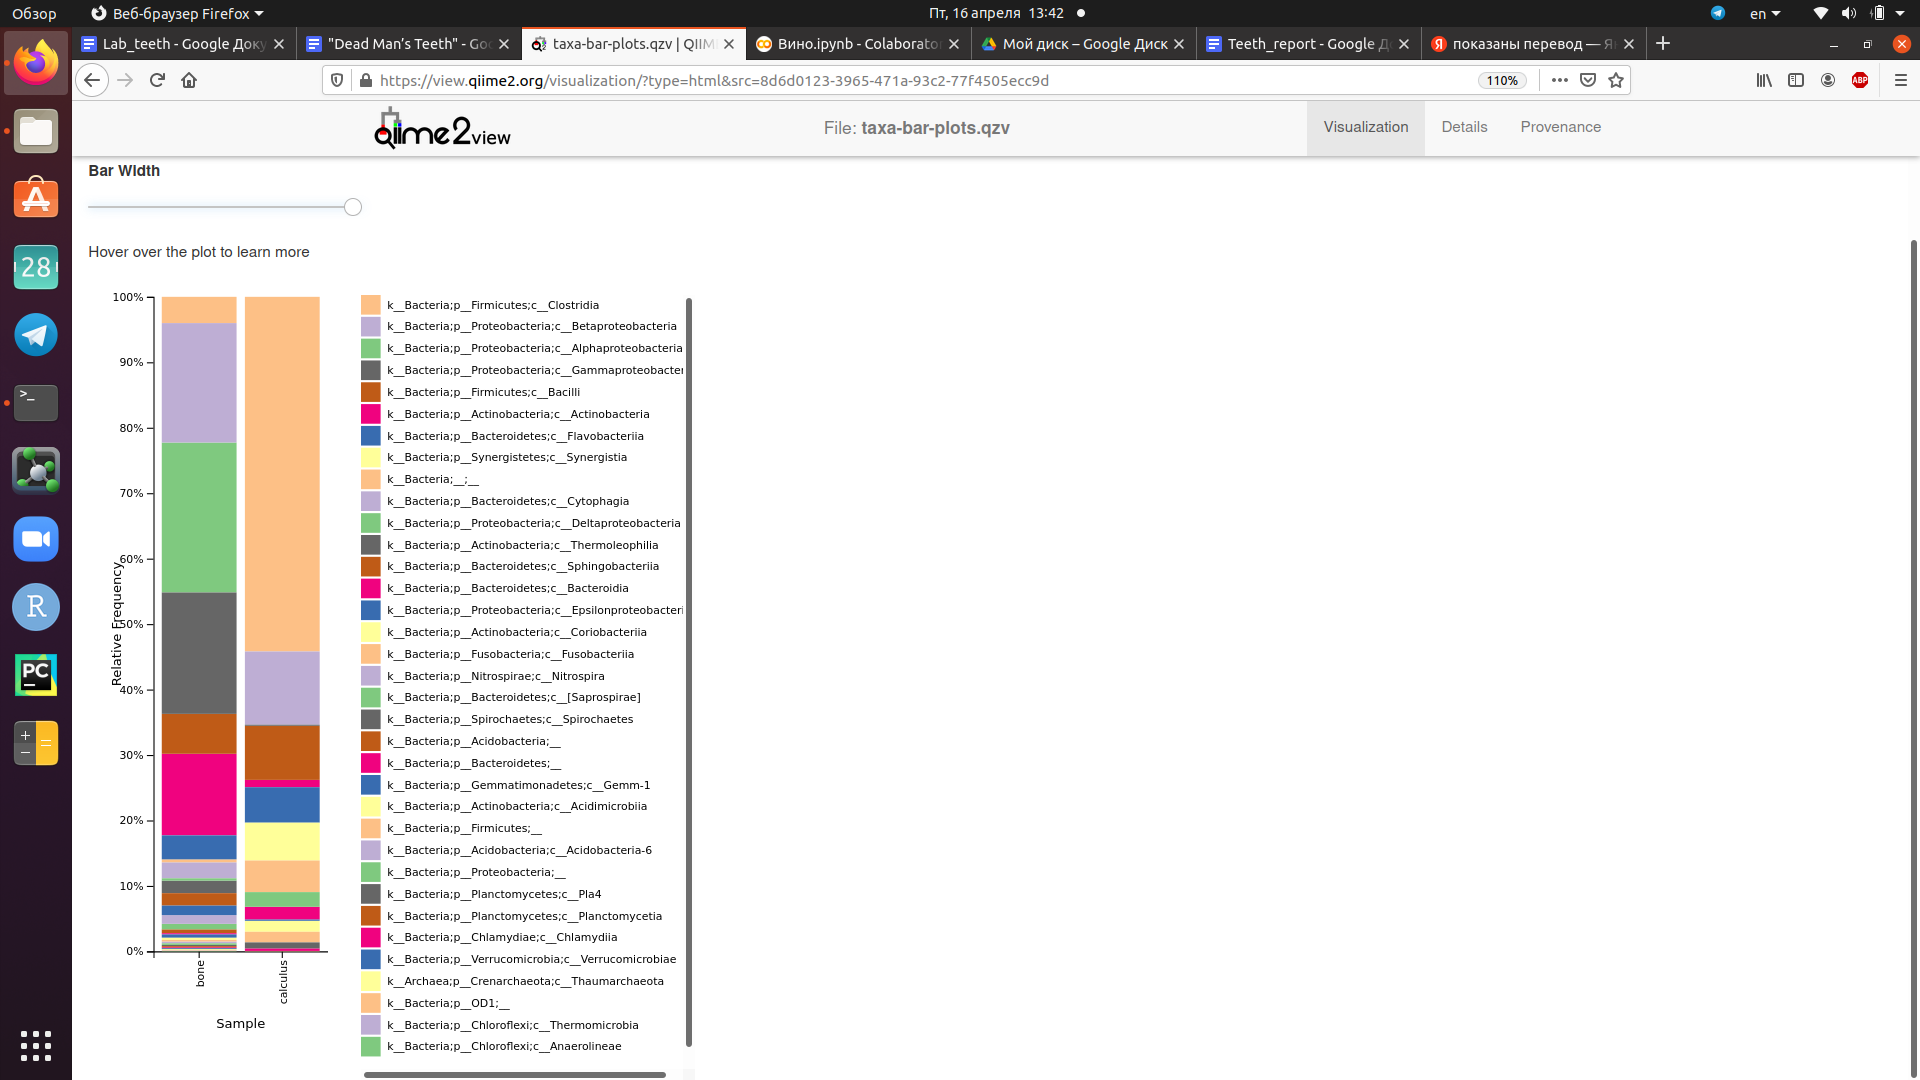 Обзор
Веб-браузер Firefox
Пт, 16 апреля 13:42
en
Lab_teeth - Google Доку
"Dead Man's Teeth" - Go
taxa-bar-plots.qzv | QIIM
Вино.ipynb - Colaborato
Мой диск – Google Диск
Teeth_report - Google Д
показаны перевод — Я
https://view.qiime2.org/visualization/?type=html&src=8d6d0123-3965-471a-93c2-77f4505ecc9d
110%
ABP
qiime2view
File: taxa-bar-plots.qzv
Visualization
Details
Provenance
28
>_
R
PC
Bar Width
Hover over the plot to learn more
100%
90%
80%
70%
60%
50%
40%
30%
20%
10%
0%
Relative Frequency
bone
calculus
Sample
k__Bacteria;p__Firmicutes;c__Clostridia
k__Bacteria;p__Proteobacteria;c__Betaproteobacteria
k__Bacteria;p__Proteobacteria;c__Alphaproteobacteria
k__Bacteria;p__Proteobacteria;c__Gammaproteobacter
k__Bacteria;p__Firmicutes;c__Bacilli
k__Bacteria;p__Actinobacteria;c__Actinobacteria
k__Bacteria;p__Bacteroidetes;c__Flavobacteriia
k__Bacteria;p__Synergistetes;c__Synergistia
k__Bacteria;__;__
k__Bacteria;p__Bacteroidetes;c__Cytophagia
k__Bacteria;p__Proteobacteria;c__Deltaproteobacteria
k__Bacteria;p__Actinobacteria;c__Thermoleophilia
k__Bacteria;p__Bacteroidetes;c__Sphingobacteriia
k__Bacteria;p__Bacteroidetes;c__Bacteroidia
k__Bacteria;p__Proteobacteria;c__Epsilonproteobacteri
k__Bacteria;p__Actinobacteria;c__Coriobacteriia
k__Bacteria;p__Fusobacteria;c__Fusobacteriia
k__Bacteria;p__Nitrospirae;c__Nitrospira
k__Bacteria;p__Bacteroidetes;c__[Saprospirae]
k__Bacteria;p__Spirochaetes;c__Spirochaetes
k__Bacteria;p__Acidobacteria;__
k__Bacteria;p__Bacteroidetes;__
k__Bacteria;p__Gemmatimonadetes;c__Gemm-1
k__Bacteria;p__Actinobacteria;c__Acidimicrobiia
k__Bacteria;p__Firmicutes;__
k__Bacteria;p__Acidobacteria;c__Acidobacteria-6
k__Bacteria;p__Proteobacteria;__
k__Bacteria;p__Planctomycetes;c__Pla4
k__Bacteria;p__Planctomycetes;c__Planctomycetia
k__Bacteria;p__Chlamydiae;c__Chlamydiia
k__Bacteria;p__Verrucomicrobia;c__Verrucomicrobiae
k__Archaea;p__Crenarchaeota;c__Thaumarchaeota
k__Bacteria;p__OD1;__
k__Bacteria;p__Chloroflexi;c__Thermomicrobia
k__Bacteria;p__Chloroflexi;c__Anaerolineae